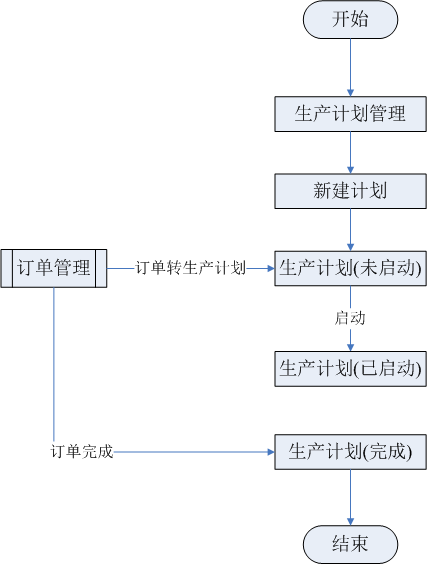 开始
生产计划管理
新建计划
订单管理
订单转生产计划
生产计划(未启动)
启动
生产计划(已启动)
订单完成
生产计划(完成)
结束